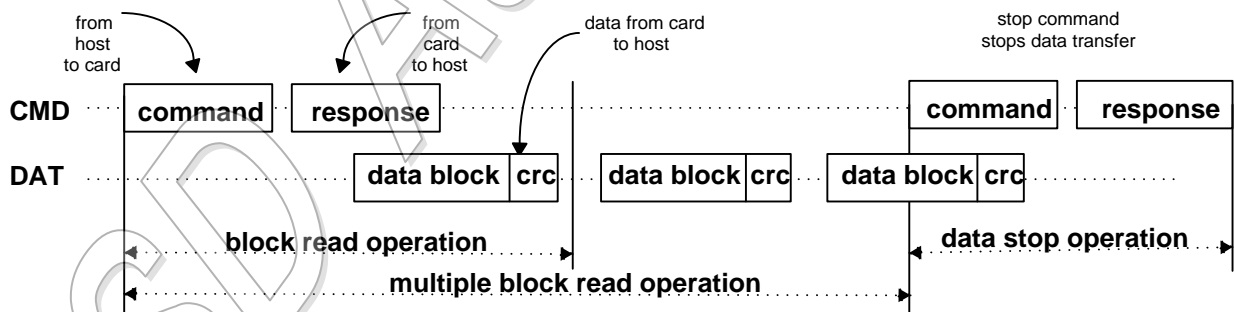 from
host
to card
from
card
to host
data from card
to host
stop command
stops data transfer
CMD
command
response
command
response
DAT
data block
crc
data block
crc
data block
crc
block read operation
data stop operation
multiple block read operation